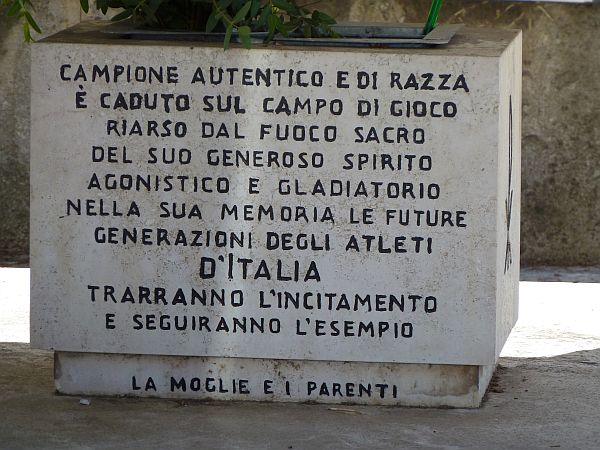 CAMPIONE AUTENTICO E DI RAZZA
È CADUTO SUL CAMPO DI GIOCO
RIARSO DAL FUOCO SACRO
DEL SUO GENEROSO SPIRITO
AGONISTICO E GLADIATORIO
NELLA SUA MEMORIA LE FUTURE
GENERAZIONI DEGLI ATLETI
D'ITALIA
TRARRANNO L'INCITAMENTO
E SEGUIRANNO L'ESEMPIO
LA MOGLIE E I PARENTI